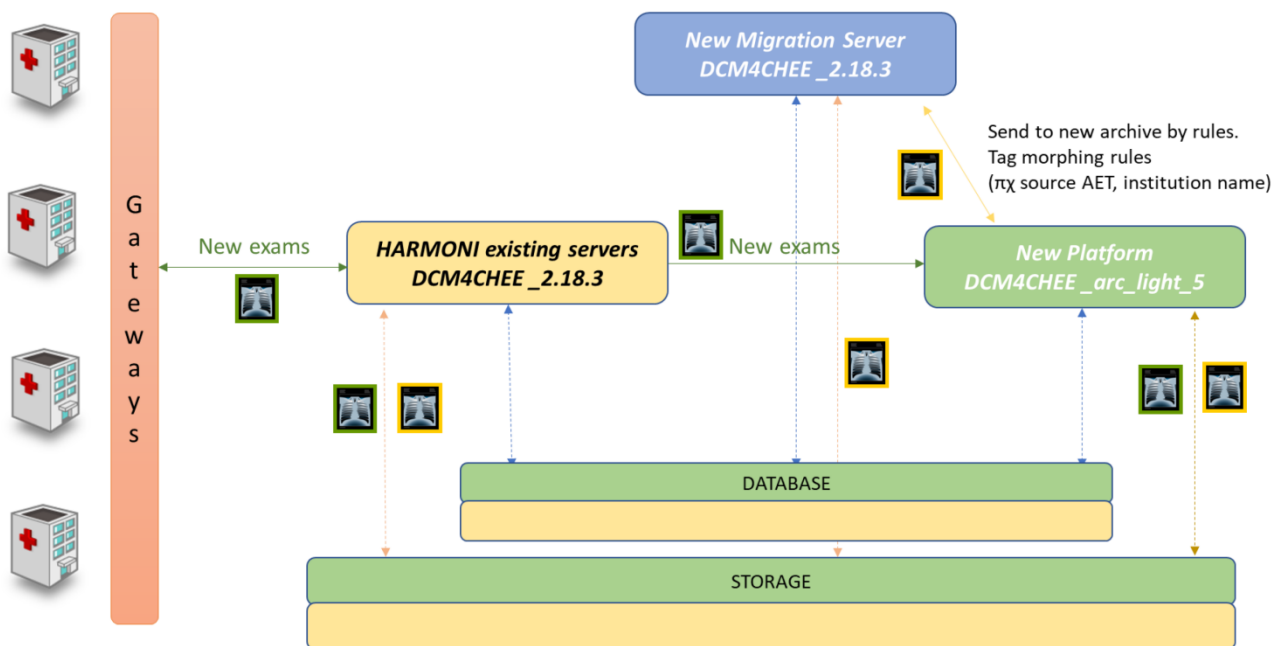 New Migration Server
DCM4CHEE _2.18.3
Send to new archive by rules.
Tag morphing rules
(πχ source AET, institution name)
Gateways
New exams
HARMONI existing servers
DCM4CHEE _2.18.3
New exams
New Platform
DCM4CHEE _arc_light_5
DATABASE
STORAGE